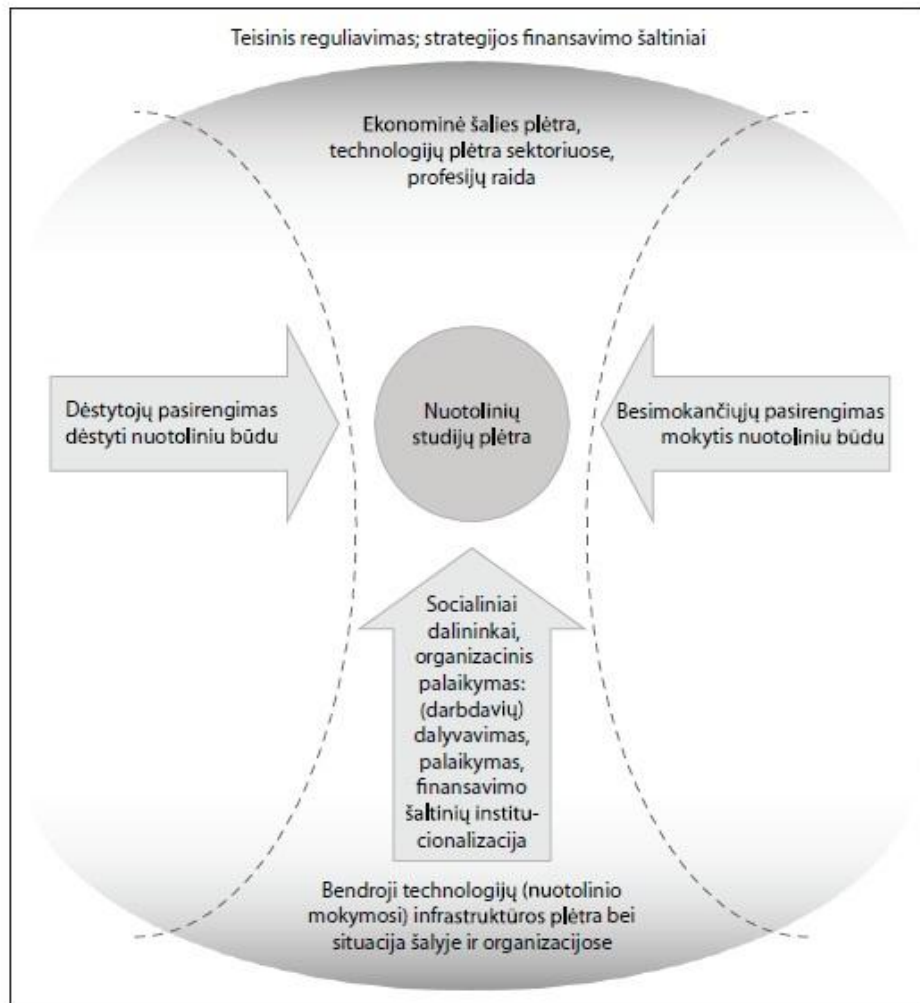 Teisinis reguliavimas; strategijos finansavimo šaltiniai
Ekonominė šalies plėtra,
technologijų plėtra sektoriuose,
profesijų raida
Dėstytojų pasirengimas
dėstyti nuotoliniu būdu
Nuotolinių
studijų plėtra
Besimokančiųjų pasirengimas
mokytis nuotoliniu būdu
Socialiniai
dalininkai,
organizacinis
palaikymas:
(darbdavių)
dalyvavimas,
palaikymas,
finansavimo
šaltinių institu-
cionalizacija
Bendroji technologijų (nuotolinio
mokymosi) infrastruktūros plėtra bei
situacija šalyje ir organizacijose